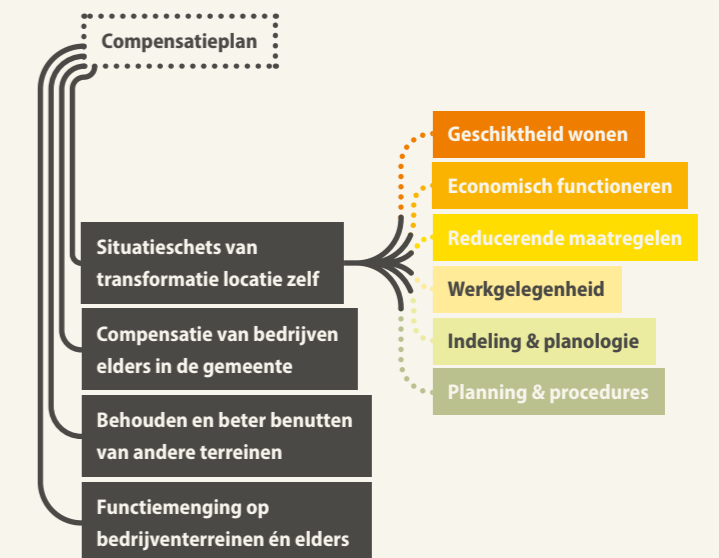 Compensatieplan
Situatieschets van
transformatie locatie zelf
Compensatie van bedrijven
elders in de gemeente
Behouden en beter benutten
van andere terreinen
Functiemenging op
bedrijventerreinen én elders
Geschiktheid wonen
Economisch functioneren
Reducerende maatregelen
Werkgelegenheid
Indeling & planologie
Planning & procedures